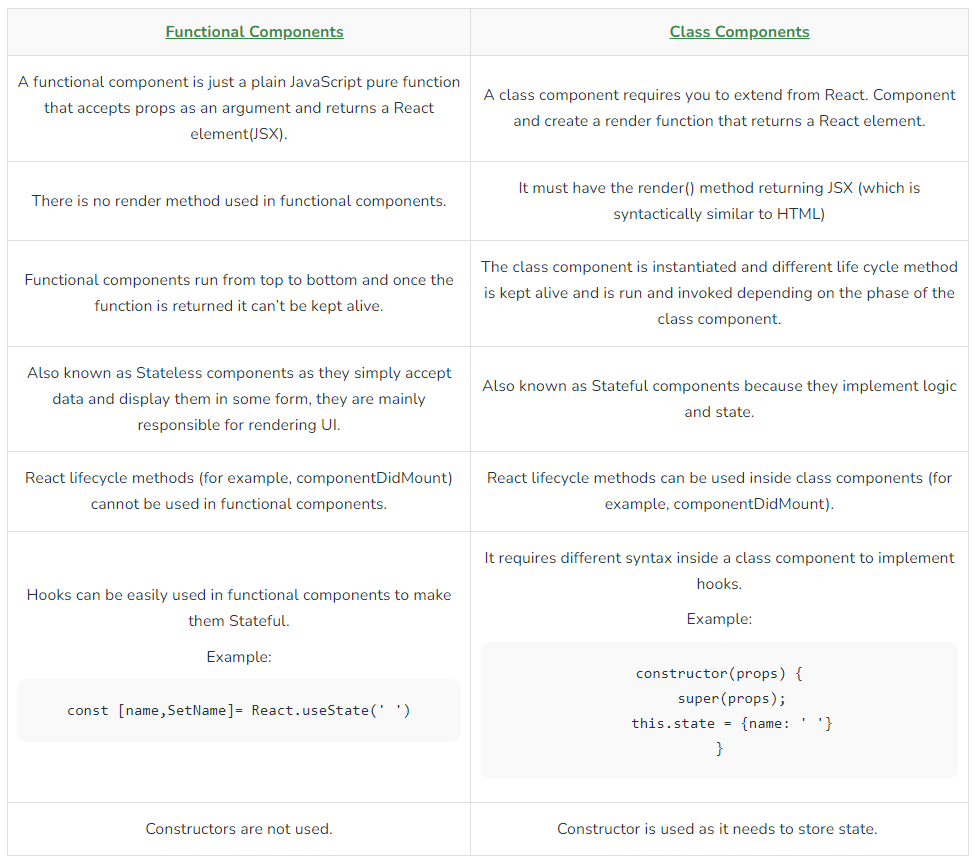 Functional Components
Class Components
A functional component is just a plain JavaScript pure function
that accepts props as an argument and returns a React
element(JSX).
A class component requires you to extend from React. Component
and create a render function that returns a React element.
There is no render method used in functional components.
It must have the render() method returning JSX (which is
syntactically similar to HTML)
Functional components run from top to bottom and once the
function is returned it can’t be kept alive.
The class component is instantiated and different life cycle method
is kept alive and is run and invoked depending on the phase of the
class component.
Also known as Stateless components as they simply accept
data and display them in some form, they are mainly
responsible for rendering UI.
Also known as Stateful components because they implement logic
and state.
React lifecycle methods (for example, componentDidMount)
cannot be used in functional components.
React lifecycle methods can be used inside class components (for
example, componentDidMount).
Hooks can be easily used in functional components to make
them Stateful.
Example:
const [name,SetName]= React.useState(' ')
It requires different syntax inside a class component to implement
hooks.
Example:
constructor(props) {
super(props);
this.state = {name: ' '}
}
Constructors are not used.
Constructor is used as it needs to store state.